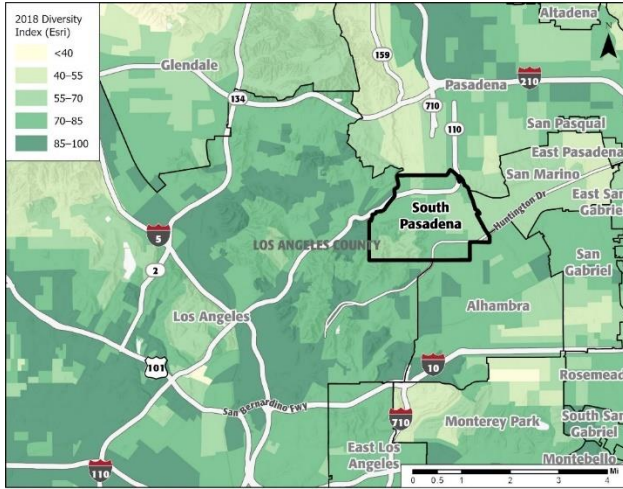 2018 Diversity
Index (Esri)
<40
40–55
55–70
70–85
85–100
Altadena
N
159
Glendale
Pasadena
210
134
710
110
San Pasqual
East Pasadena
San Marino
East San
Gabriel
Huntington Dr
South
Pasadena
5
LOS ANGELES COUNTY
2
San
Gabriel
Los Angeles
Alhambra
101
10
Rosemead
San Bernardino Fwy
710
Monterey Park
South San
Gabriel
East Los
Angeles
110
Montebello
0 0.5 1 2 3 4 Mi